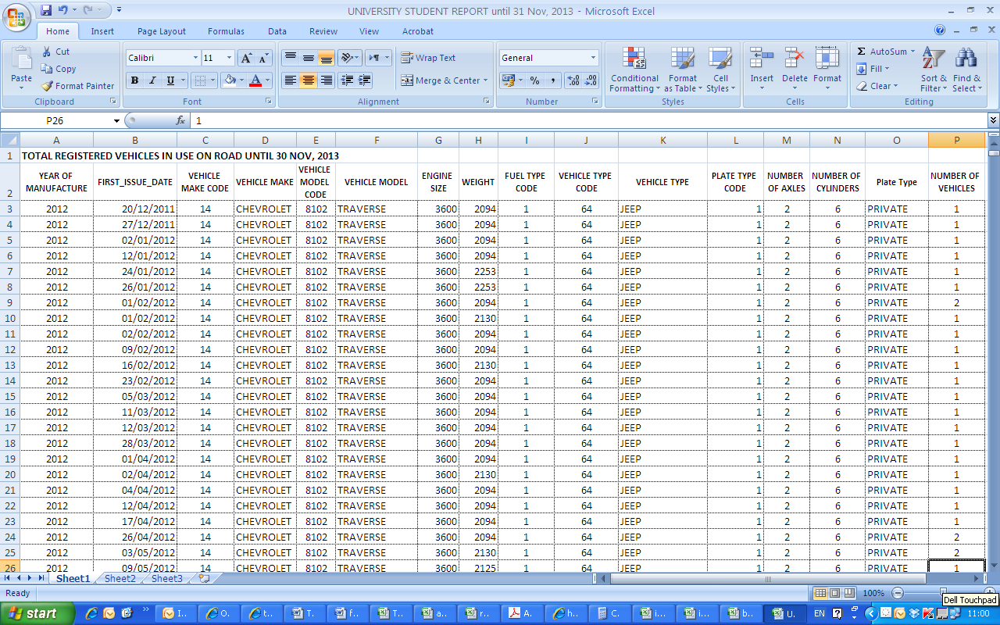 UNIVERSITY STUDENT REPORT until 31 Nov, 2013 - Microsoft Excel
Home Insert Page Layout Formulas Data Review View Acrobat
Paste Cut Copy Format Painter Clipboard
Calibri 11 B I U A A A Font
Wrap Text Merge & Center Alignment
General % , .00 .0 Number
Conditional Formatting Format as Table Cell Styles Styles
Insert Delete Format Cells
Σ AutoSum Fill Clear Sort & Filter Find & Select Editing
P26 fx 1
A B C D E F G H I J K L M N O P
1 TOTAL REGISTERED VEHICLES IN USE ON ROAD UNTIL 30 NOV, 2013
2 YEAR OF MANUFACTURE FIRST_ISSUE_DATE VEHICLE MAKE CODE VEHICLE MAKE VEHICLE MODEL CODE VEHICLE MODEL ENGINE SIZE WEIGHT FUEL TYPE CODE VEHICLE TYPE CODE VEHICLE TYPE PLATE TYPE CODE NUMBER OF AXLES NUMBER OF CYLINDERS Plate Type NUMBER OF VEHICLES
3 2012 20/12/2011 14 CHEVROLET 8102 TRAVERSE 3600 2094 1 64 JEEP 1 2 6 PRIVATE 1
4 2012 27/12/2011 14 CHEVROLET 8102 TRAVERSE 3600 2094 1 64 JEEP 1 2 6 PRIVATE 1
5 2012 02/01/2012 14 CHEVROLET 8102 TRAVERSE 3600 2094 1 64 JEEP 1 2 6 PRIVATE 1
6 2012 12/01/2012 14 CHEVROLET 8102 TRAVERSE 3600 2094 1 64 JEEP 1 2 6 PRIVATE 1
7 2012 24/01/2012 14 CHEVROLET 8102 TRAVERSE 3600 2253 1 64 JEEP 1 2 6 PRIVATE 1
8 2012 26/01/2012 14 CHEVROLET 8102 TRAVERSE 3600 2253 1 64 JEEP 1 2 6 PRIVATE 1
9 2012 01/02/2012 14 CHEVROLET 8102 TRAVERSE 3600 2094 1 64 JEEP 1 2 6 PRIVATE 2
10 2012 01/02/2012 14 CHEVROLET 8102 TRAVERSE 3600 2130 1 64 JEEP 1 2 6 PRIVATE 1
11 2012 02/02/2012 14 CHEVROLET 8102 TRAVERSE 3600 2094 1 64 JEEP 1 2 6 PRIVATE 1
12 2012 09/02/2012 14 CHEVROLET 8102 TRAVERSE 3600 2094 1 64 JEEP 1 2 6 PRIVATE 1
13 2012 16/02/2012 14 CHEVROLET 8102 TRAVERSE 3600 2130 1 64 JEEP 1 2 6 PRIVATE 1
14 2012 23/02/2012 14 CHEVROLET 8102 TRAVERSE 3600 2094 1 64 JEEP 1 2 6 PRIVATE 1
15 2012 05/03/2012 14 CHEVROLET 8102 TRAVERSE 3600 2094 1 64 JEEP 1 2 6 PRIVATE 1
16 2012 11/03/2012 14 CHEVROLET 8102 TRAVERSE 3600 2094 1 64 JEEP 1 2 6 PRIVATE 1
17 2012 12/03/2012 14 CHEVROLET 8102 TRAVERSE 3600 2094 1 64 JEEP 1 2 6 PRIVATE 1
18 2012 28/03/2012 14 CHEVROLET 8102 TRAVERSE 3600 2094 1 64 JEEP 1 2 6 PRIVATE 1
19 2012 01/04/2012 14 CHEVROLET 8102 TRAVERSE 3600 2094 1 64 JEEP 1 2 6 PRIVATE 1
20 2012 02/04/2012 14 CHEVROLET 8102 TRAVERSE 3600 2130 1 64 JEEP 1 2 6 PRIVATE 1
21 2012 04/04/2012 14 CHEVROLET 8102 TRAVERSE 3600 2094 1 64 JEEP 1 2 6 PRIVATE 1
22 2012 12/04/2012 14 CHEVROLET 8102 TRAVERSE 3600 2094 1 64 JEEP 1 2 6 PRIVATE 1
23 2012 17/04/2012 14 CHEVROLET 8102 TRAVERSE 3600 2094 1 64 JEEP 1 2 6 PRIVATE 1
24 2012 26/04/2012 14 CHEVROLET 8102 TRAVERSE 3600 2094 1 64 JEEP 1 2 6 PRIVATE 2
25 2012 03/05/2012 14 CHEVROLET 8102 TRAVERSE 3600 2130 1 64 JEEP 1 2 6 PRIVATE 2
26 2012 09/05/2012 14 CHEVROLET 8102 TRAVERSE 3600 2125 1 64 JEEP 1 2 6 PRIVATE 1
Sheet1 Sheet2 Sheet3
Ready 100%
Dell Touchpad
start I... O... t... T... f... T... a... r... A... h... C... i... I... b... U... EN 11:00